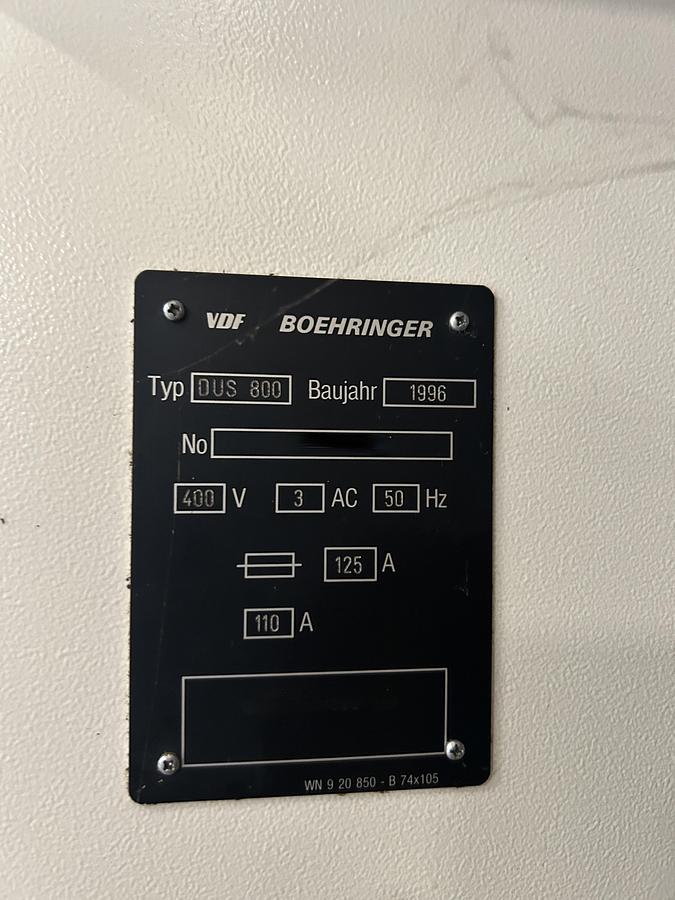 VDF BOEHRINGER
Typ DUS 800 Baujahr 1996
No
400 V 3 AC 50 Hz
125 A
110 A
WN 9 20 850 - B 74x105